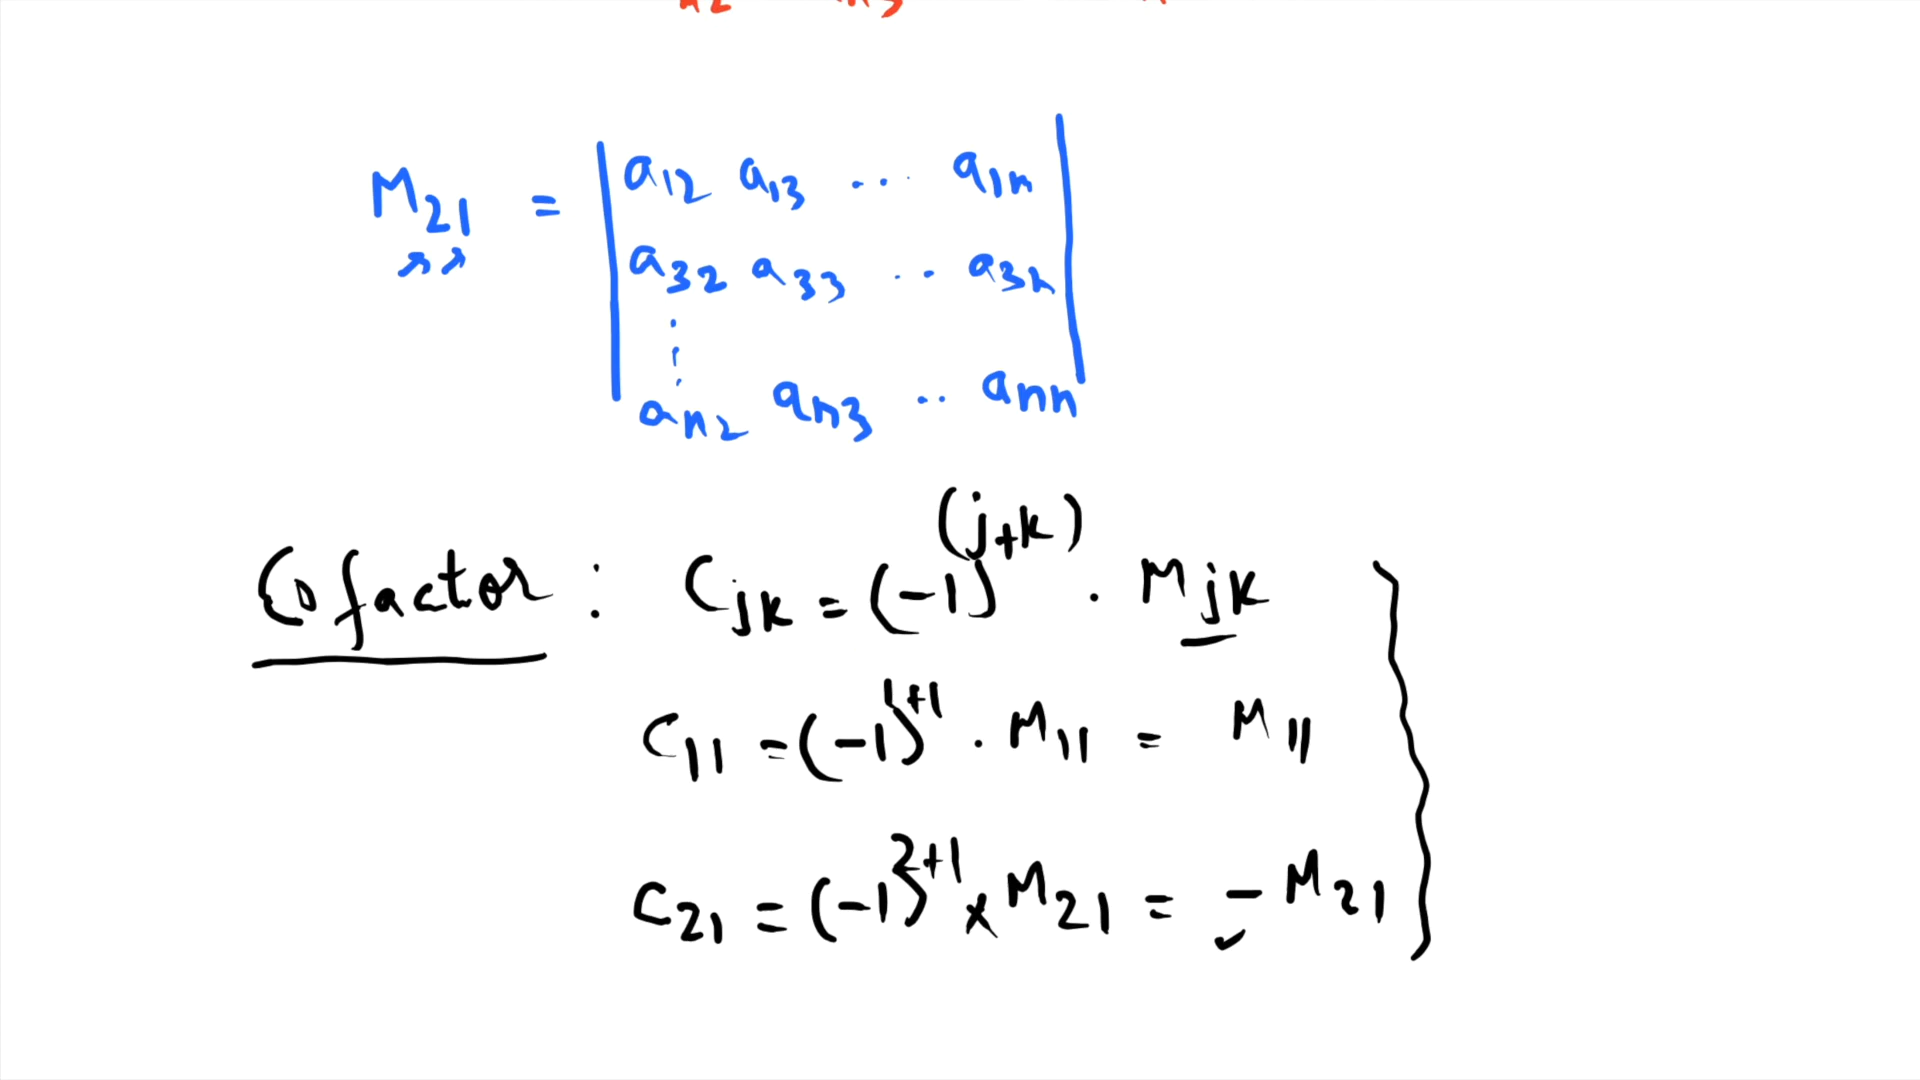 M21 = | a12 a13 ... a1n |
| a32 a33 .. a3n |
⋮
an2 an3 .. ann
Cofactor : Cjk = (-1)^(j+k) . Mjk
C11 = (-1)^1+1 . M11 = M11
C21 = (-1)^2+1 x M21 = - M21